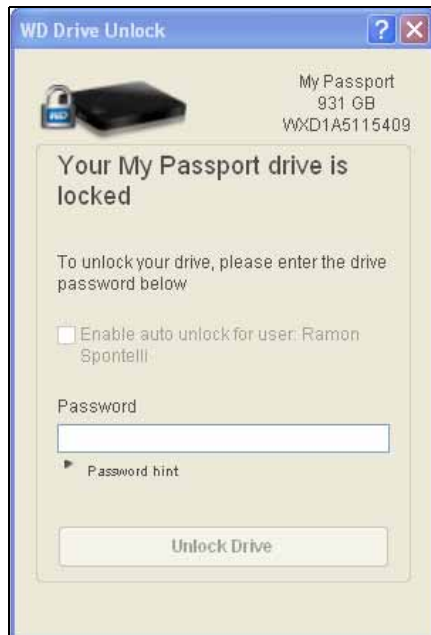 WD Drive Unlock
?
My Passport
931 GB
WXD1A5115409
WD
Your My Passport drive is
locked
To unlock your drive, please enter the drive
password below
Enable auto unlock for user: Ramon
Spontelli
Password
Password hint
Unlock Drive